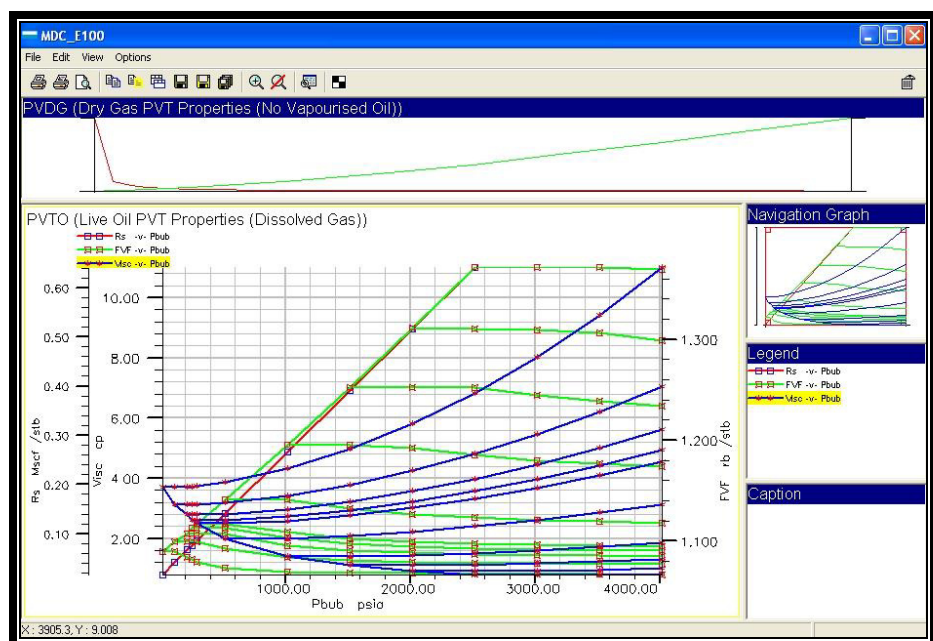 MDC_E100
File Edit View Options
PVDG (Dry Gas PVT Properties (No Vapourised Oil))
PVTO (Live Oil PVT Properties (Dissolved Gas))
Rs -v- Pbub
FVF -v- Pbub
Visc -v- Pbub
0.60
0.50
0.40
0.30
0.20
0.10
Rs Mscf /stb
10.00
8.00
6.00
4.00
2.00
Visc cp
1.300
1.200
1.100
FVF rb /stb
1000.00 2000.00 3000.00 4000.00
Pbub psia
Navigation Graph
Legend
Rs -v- Pbub
FVF -v- Pbub
Visc -v- Pbub
Caption
X : 3905.3, Y : 9.008